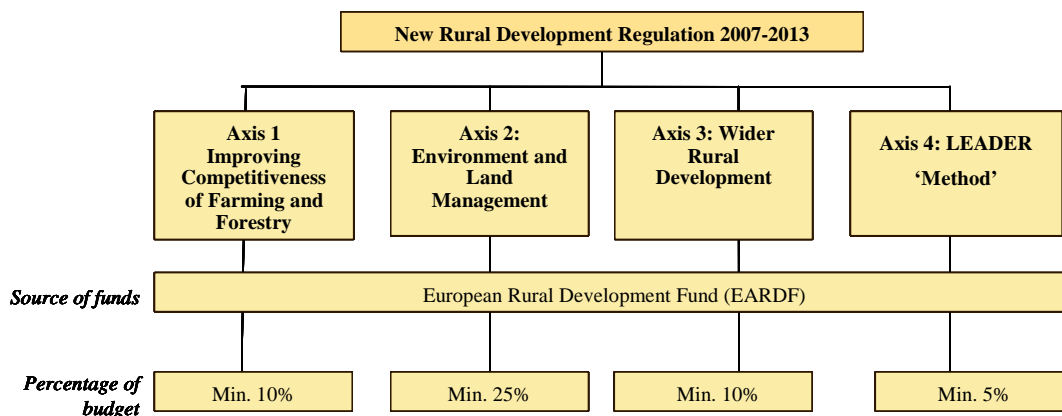 New Rural Development Regulation 2007-2013
Axis 1
Improving
Competitiveness
of Farming and
Forestry
Axis 2:
Environment and
Land
Management
Axis 3: Wider
Rural
Development
Axis 4: LEADER
‘Method’
Source of funds
European Rural Development Fund (EARDF)
Percentage of
budget
Min. 10%
Min. 25%
Min. 10%
Min. 5%